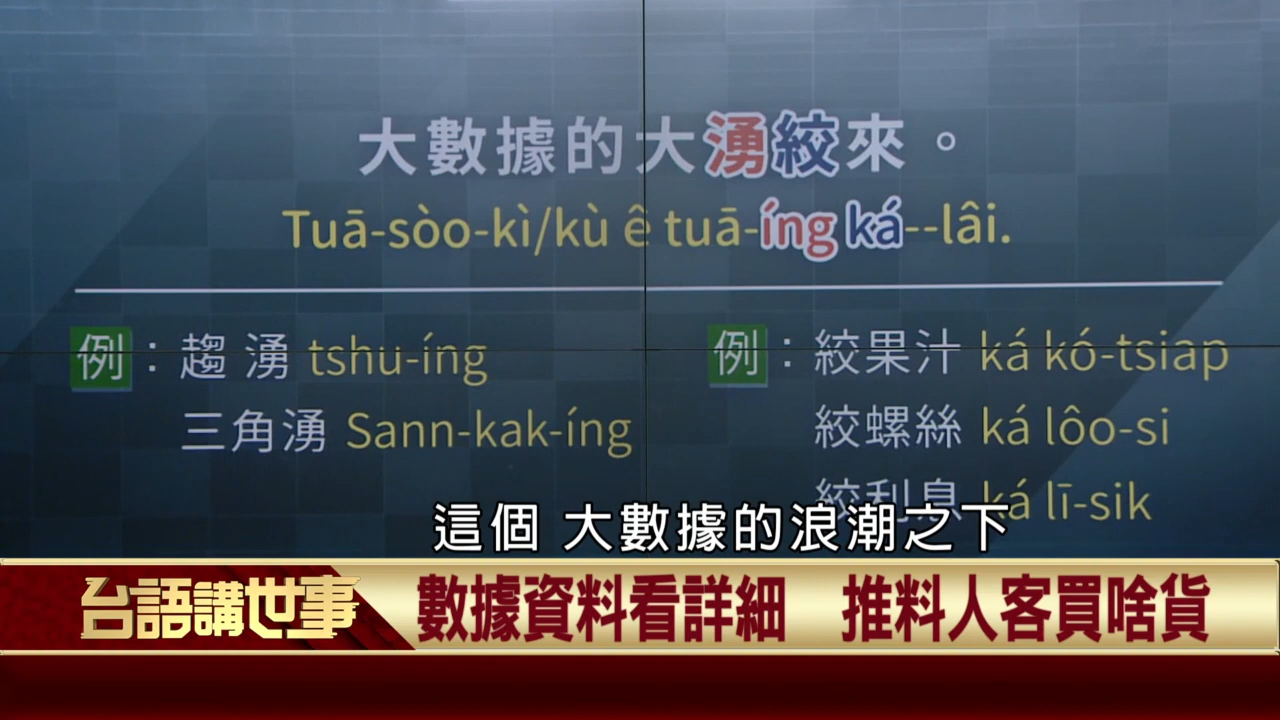 大數據的大湧絞來。
Tuā-sòo-kì/kù ê tuā-íng ká--lâi.
例：趨 湧 tshu-íng
三角湧 Sann-kak-íng
例：絞果汁 ká kó-tsiap
絞螺絲 ká lôo-si
絞利息 ká lī-sik
這個 大數據的浪潮之下
台語講世事
數據資料看詳細 推料人客買啥貨